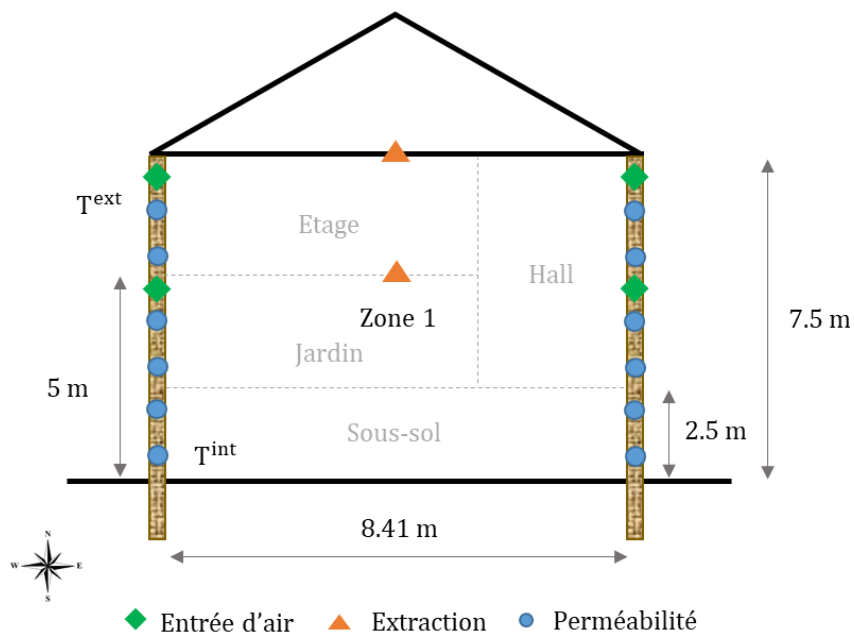 T^ext
Etage
Hall
Zone 1
7.5 m
Jardin
5 m
2.5 m
Sous-sol
T^int
8.41 m
N
W E
S
Entrée d'air Extraction Perméabilité